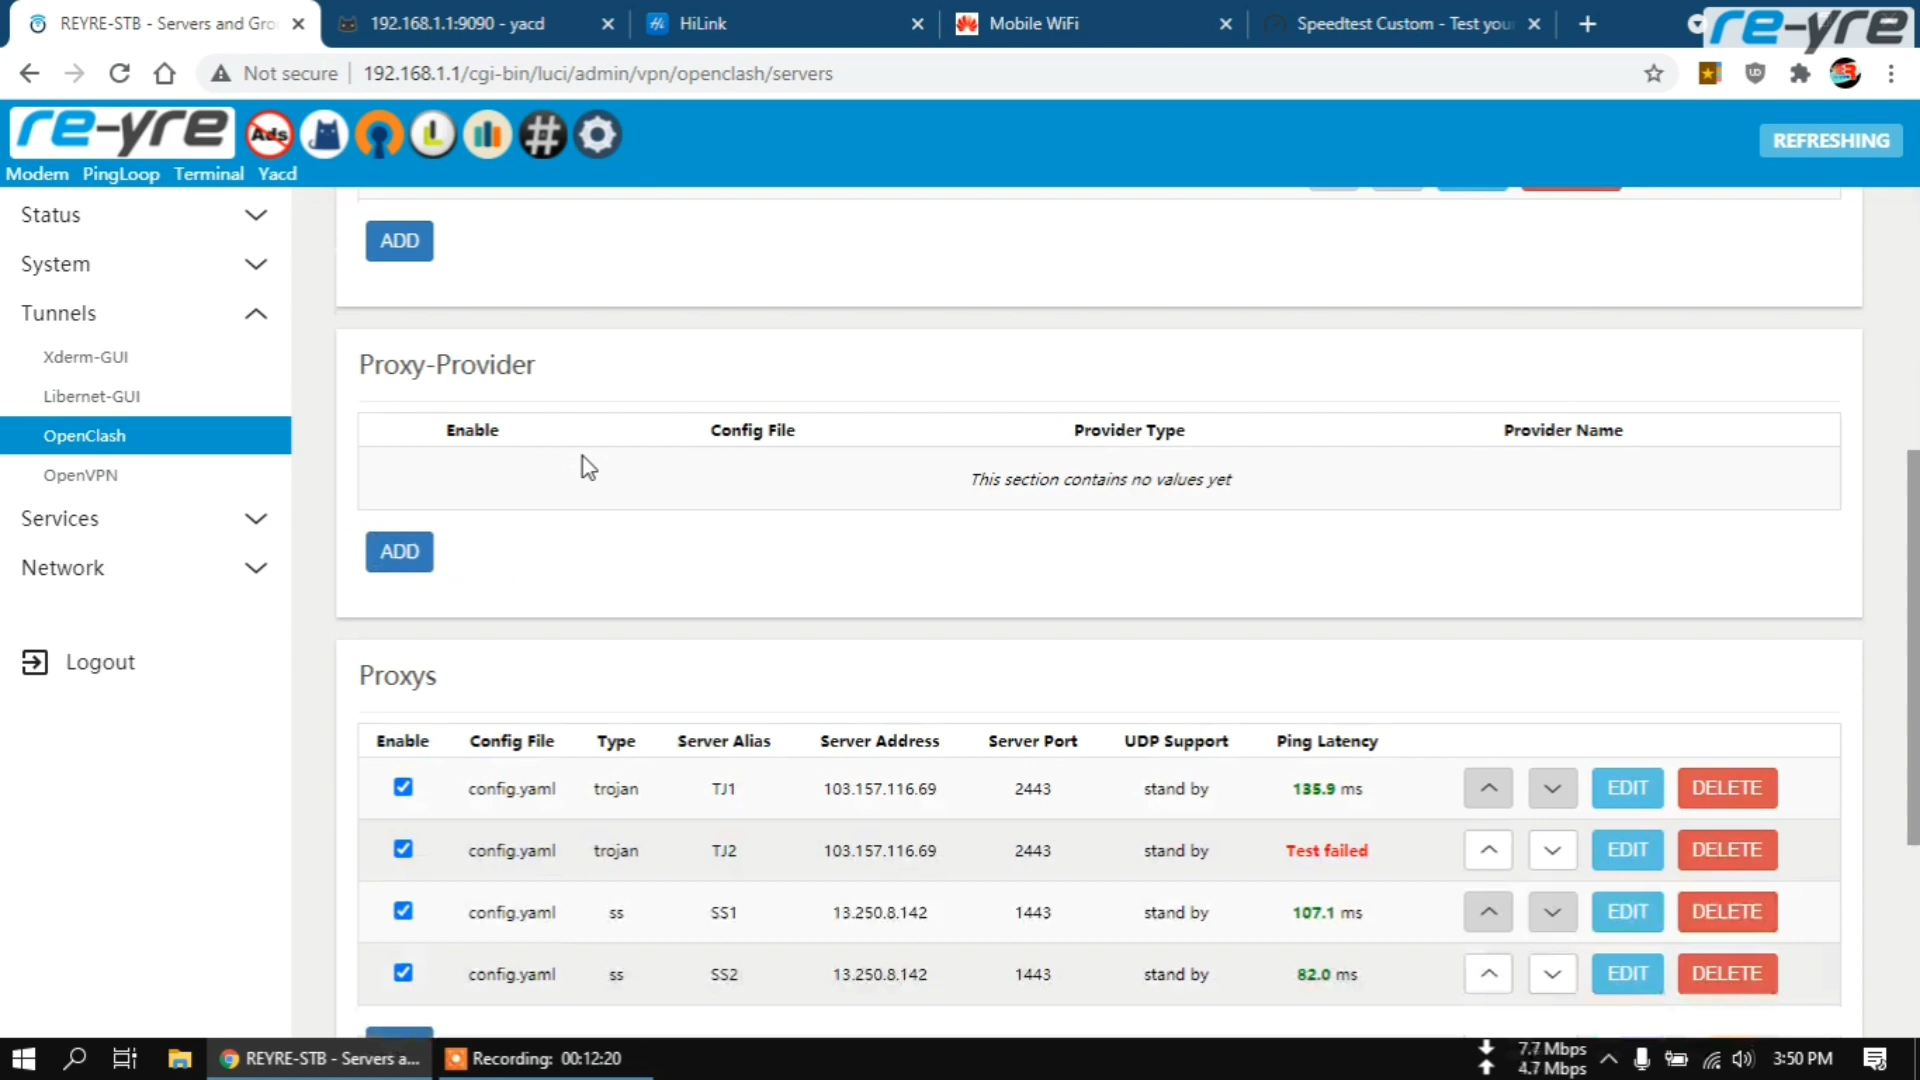 REYRE-STB - Servers and Gro
192.168.1.1:9090 - yacd
HiLink
Mobile WiFi
Speedtest Custom - Test your
re-yre
Not secure
192.168.1.1/cgi-bin/luci/admin/vpn/openclash/servers
re-yre
Ads
REFRESHING
Modem PingLoop Terminal Yacd
Status
System
Tunnels
Xderm-GUI
Libernet-GUI
OpenClash
OpenVPN
Services
Network
Logout
ADD
Proxy-Provider
Enable Config File Provider Type Provider Name
This section contains no values yet
ADD
Proxys
Enable Config File Type Server Alias Server Address Server Port UDP Support Ping Latency
config.yaml trojan TJ1 103.157.116.69 2443 stand by 135.9 ms EDIT DELETE
config.yaml trojan TJ2 103.157.116.69 2443 stand by Test failed EDIT DELETE
config.yaml ss SS1 13.250.8.142 1443 stand by 107.1 ms EDIT DELETE
config.yaml ss SS2 13.250.8.142 1443 stand by 82.0 ms EDIT DELETE
REYRE-STB - Servers a...
Recording: 00:12:20
7.7 Mbps
4.7 Mbps
3:50 PM